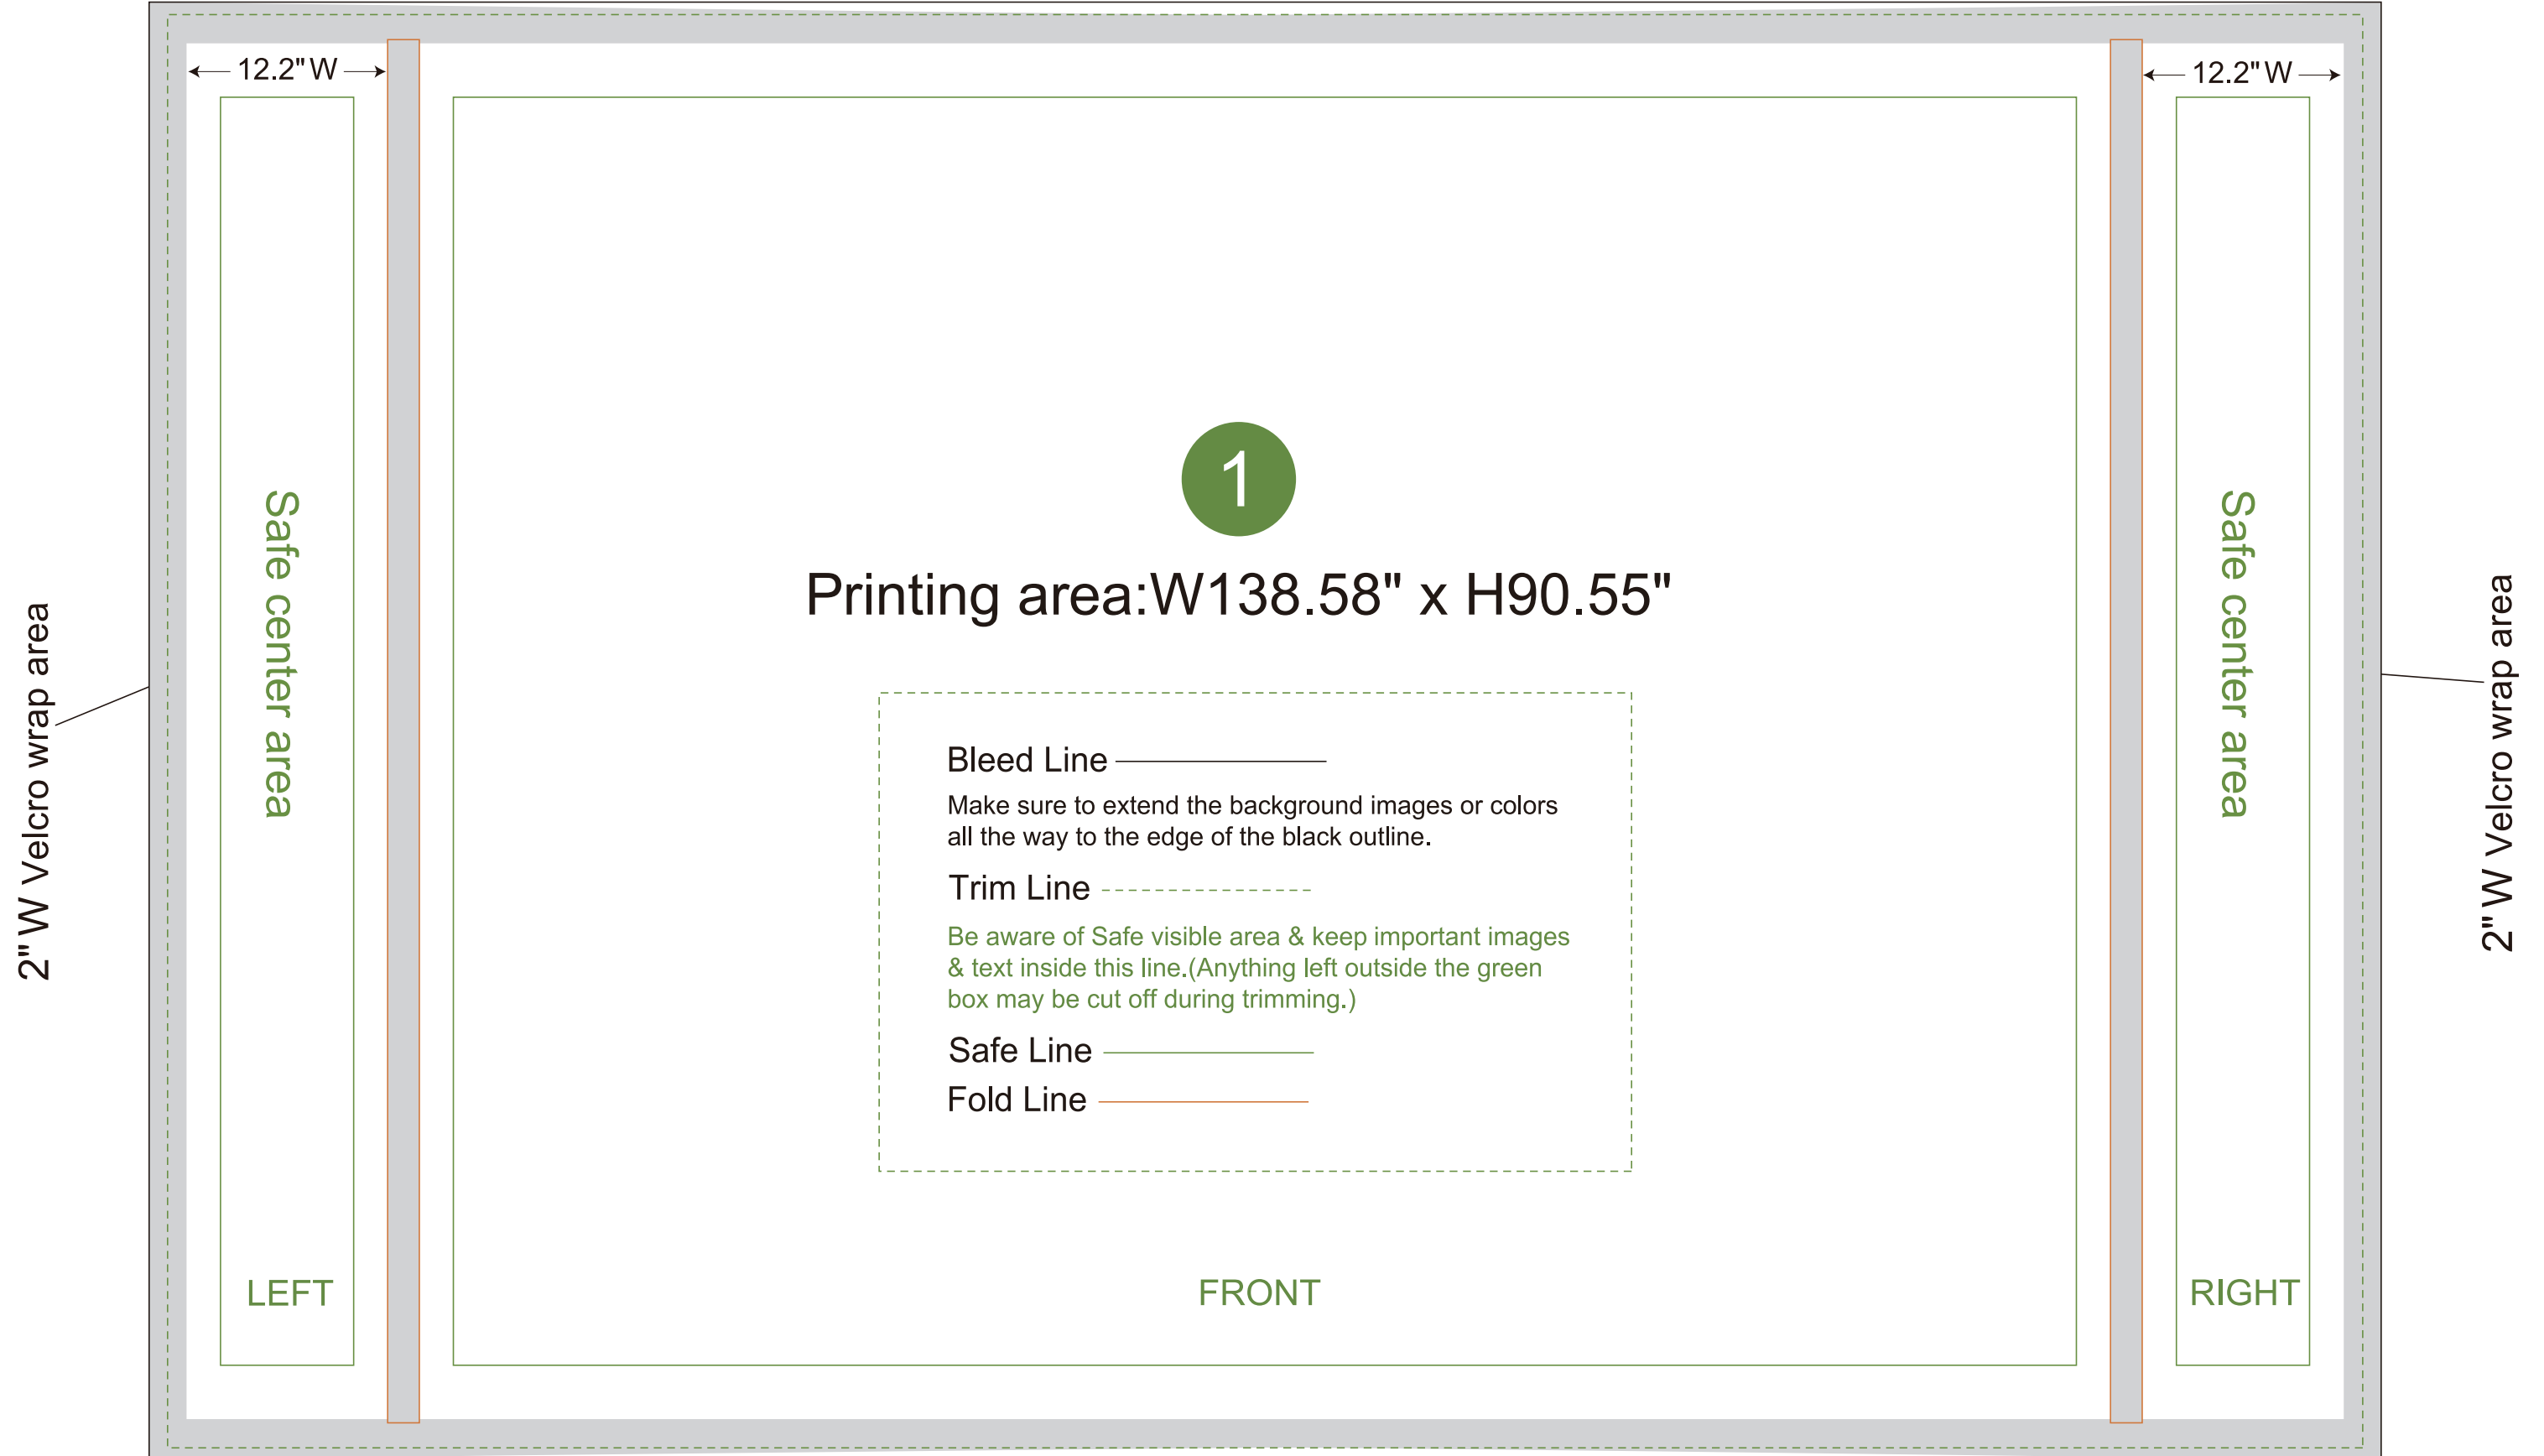 12.2" W
12.2" W
2" W Velcro wrap area
Safe center area
1
Printing area:W138.58" x H90.55"
Bleed Line
Make sure to extend the background images or colors
all the way to the edge of the black outline.
Trim Line
Be aware of Safe visible area & keep important images
& text inside this line.(Anything left outside the green
box may be cut off during trimming.)
Safe Line
Fold Line
Safe center area
2" W Velcro wrap area
LEFT
FRONT
RIGHT